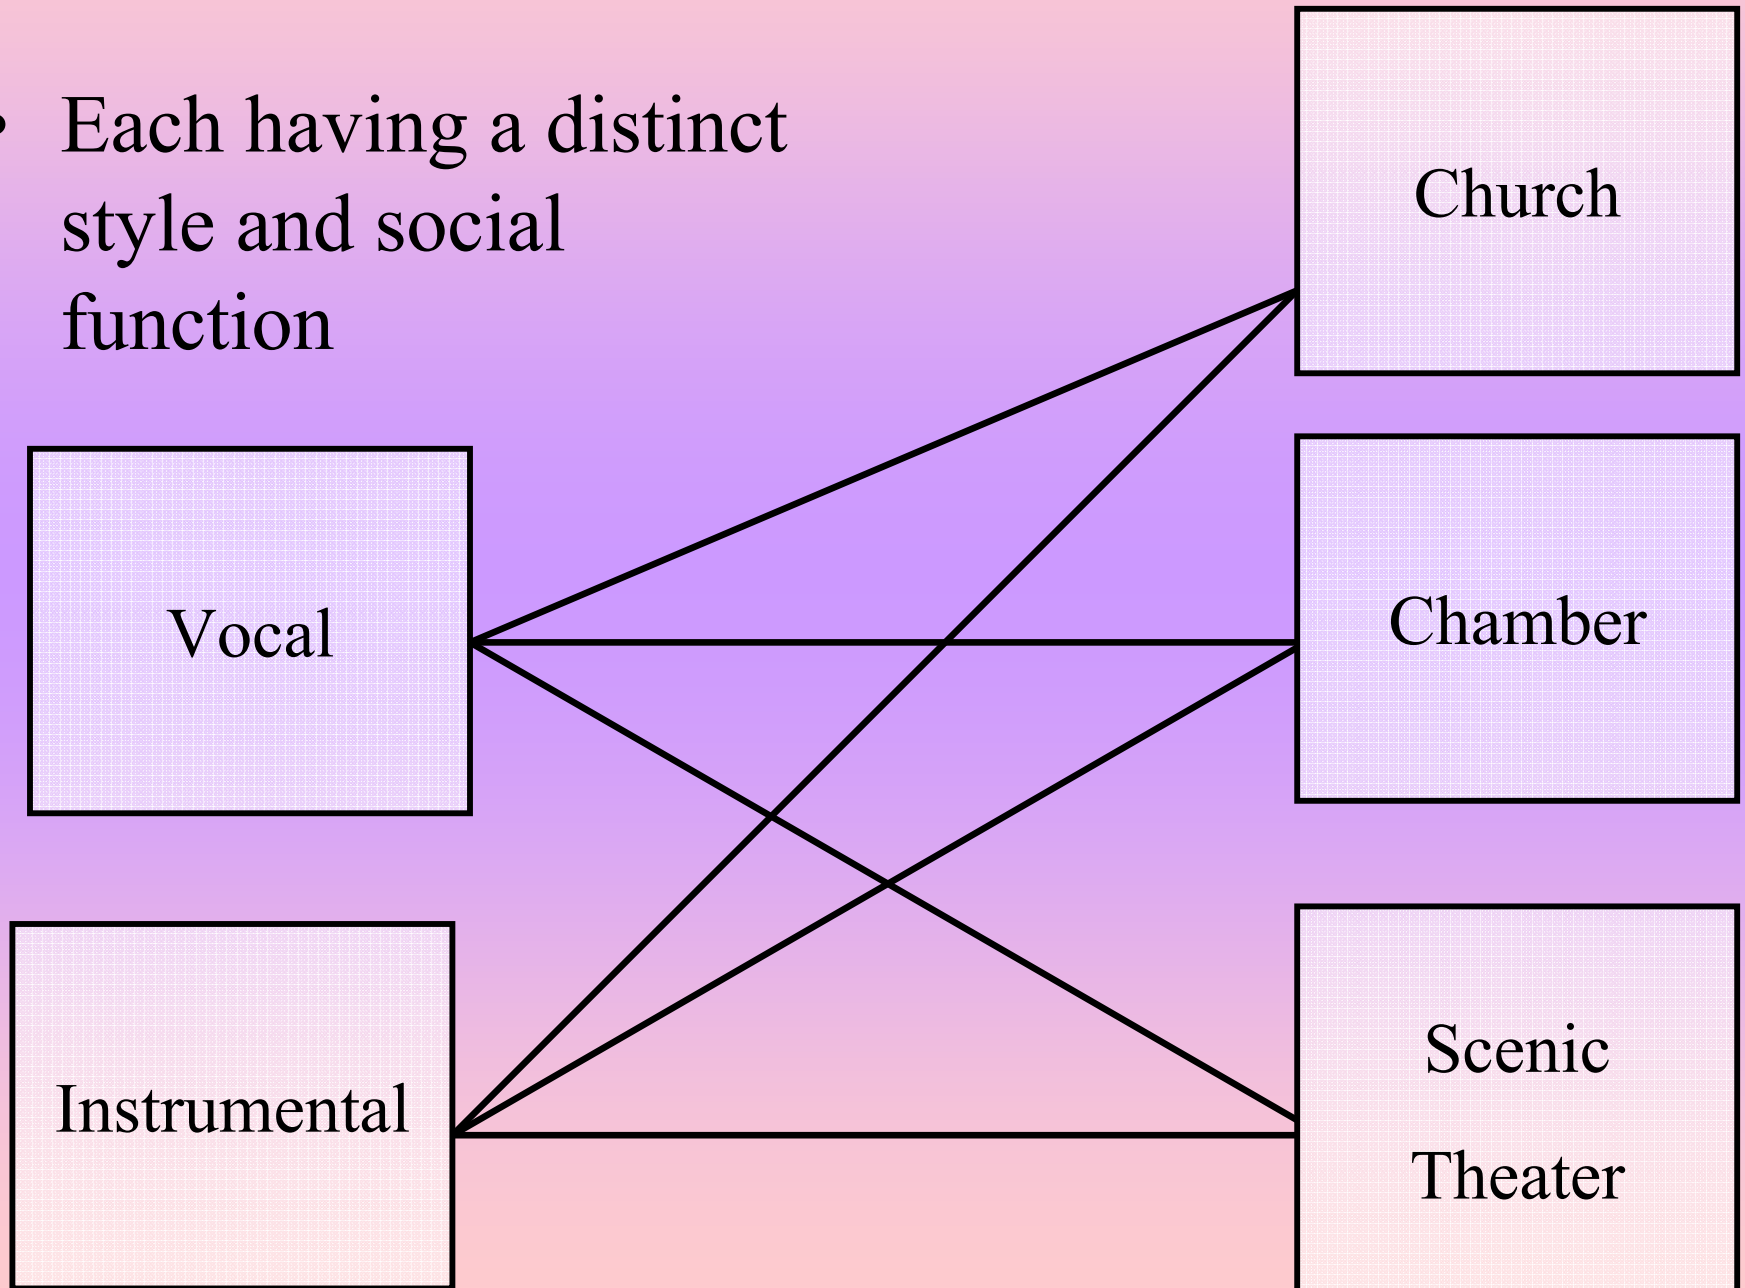 • Each having a distinct
style and social
function
Church
Vocal
Chamber
Instrumental
Scenic
Theater